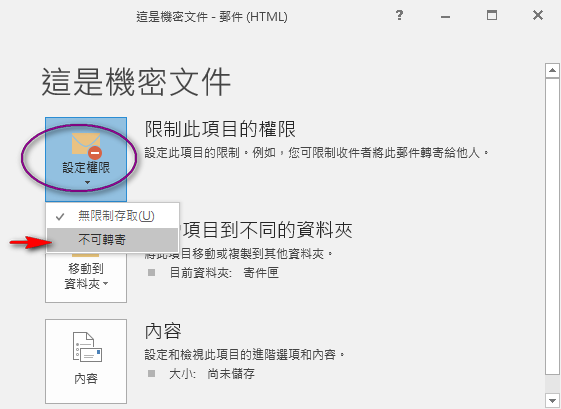 這是機密文件 - 郵件 (HTML)
?
這是機密文件
設定權限
限制此項目的權限
設定此項目的限制。例如，您可限制收件者將此郵件轉寄給他人。
無限制存取(U)
不可轉寄
項目到不同的資料夾
將此項目移動或複製到其他資料夾。
目前資料夾: 寄件匣
移動到
資料夾
內容
設定和檢視此項目的進階選項和內容。
大小: 尚未儲存
內容